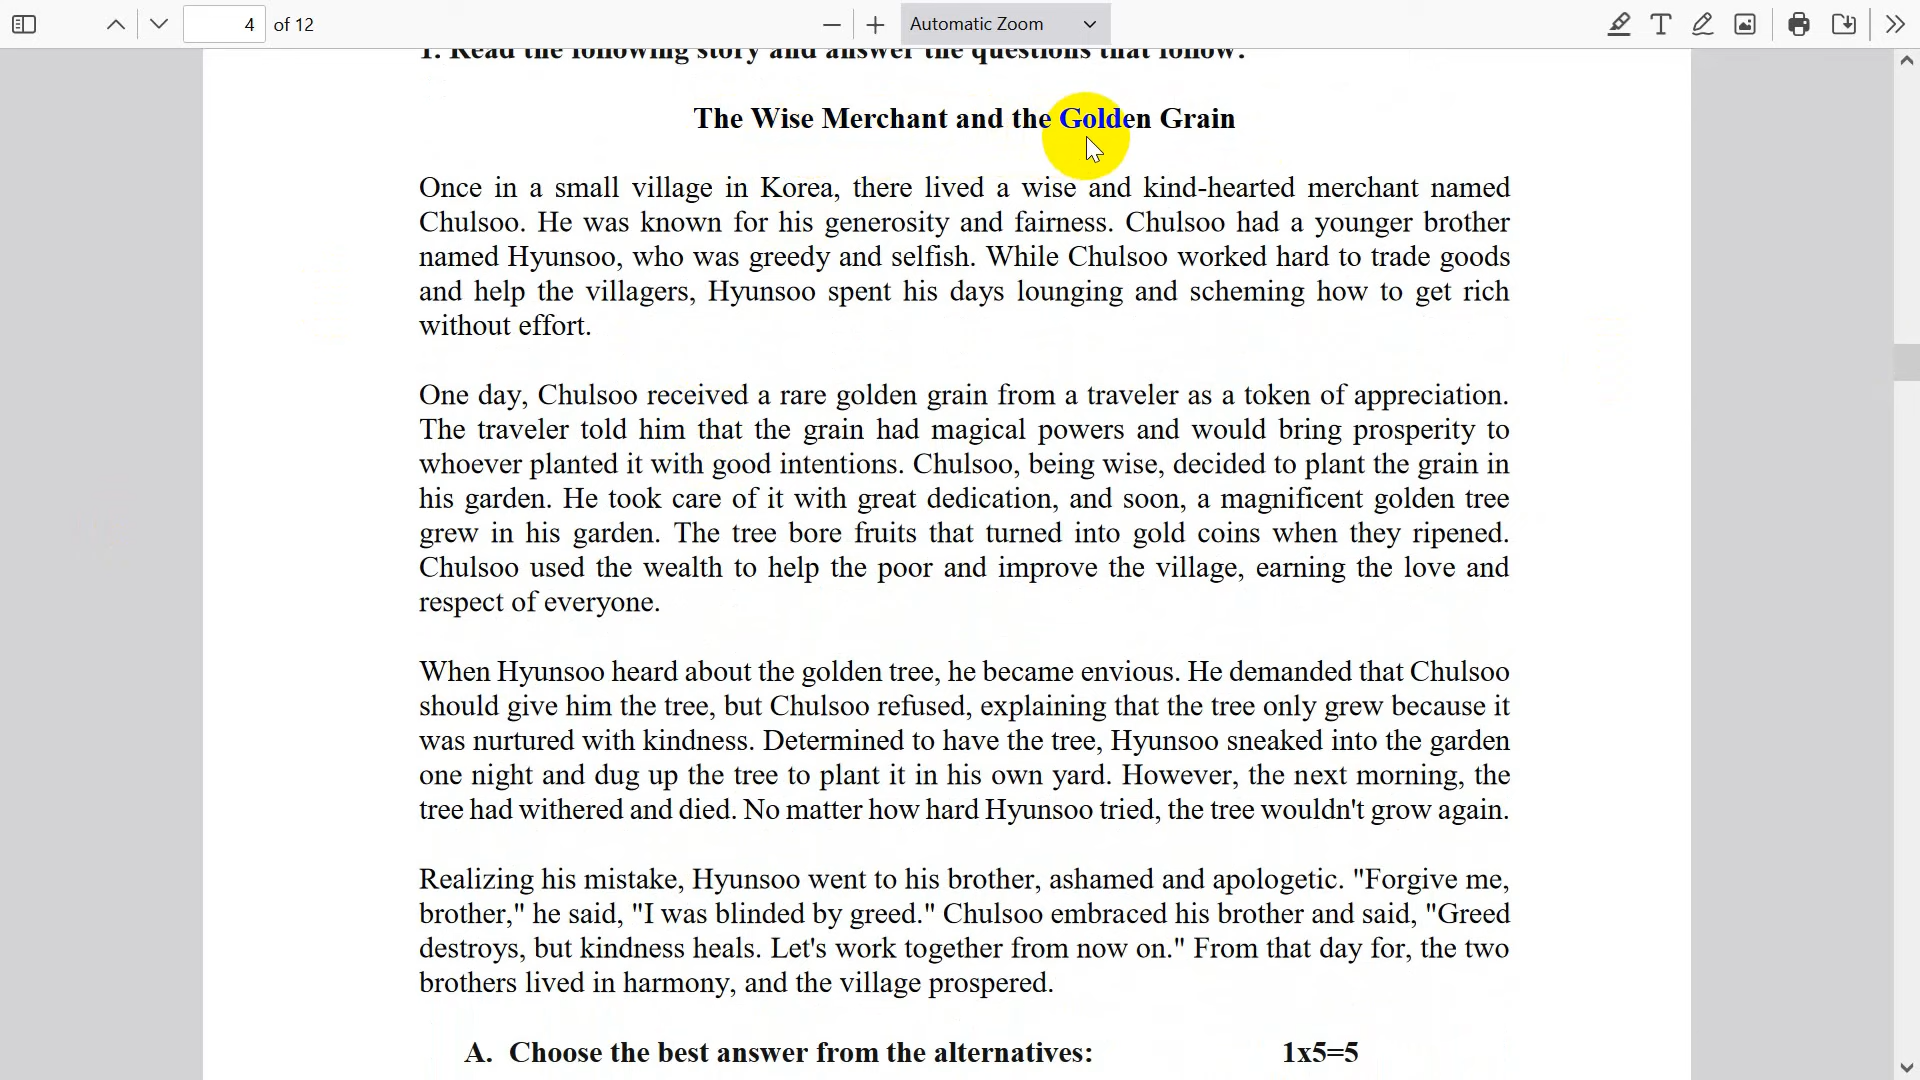 4 of 12 Automatic Zoom
1. Read the following story and answer the questions that follow:
The Wise Merchant and the Golden Grain
Once in a small village in Korea, there lived a wise and kind-hearted merchant named
Chulsoo. He was known for his generosity and fairness. Chulsoo had a younger brother
named Hyunsoo, who was greedy and selfish. While Chulsoo worked hard to trade goods
and help the villagers, Hyunsoo spent his days lounging and scheming how to get rich
without effort.
One day, Chulsoo received a rare golden grain from a traveler as a token of appreciation.
The traveler told him that the grain had magical powers and would bring prosperity to
whoever planted it with good intentions. Chulsoo, being wise, decided to plant the grain in
his garden. He took care of it with great dedication, and soon, a magnificent golden tree
grew in his garden. The tree bore fruits that turned into gold coins when they ripened.
Chulsoo used the wealth to help the poor and improve the village, earning the love and
respect of everyone.
When Hyunsoo heard about the golden tree, he became envious. He demanded that Chulsoo
should give him the tree, but Chulsoo refused, explaining that the tree only grew because it
was nurtured with kindness. Determined to have the tree, Hyunsoo sneaked into the garden
one night and dug up the tree to plant it in his own yard. However, the next morning, the
tree had withered and died. No matter how hard Hyunsoo tried, the tree wouldn't grow again.
Realizing his mistake, Hyunsoo went to his brother, ashamed and apologetic. "Forgive me,
brother," he said, "I was blinded by greed." Chulsoo embraced his brother and said, "Greed
destroys, but kindness heals. Let's work together from now on." From that day for, the two
brothers lived in harmony, and the village prospered.
A. Choose the best answer from the alternatives: 1x5=5